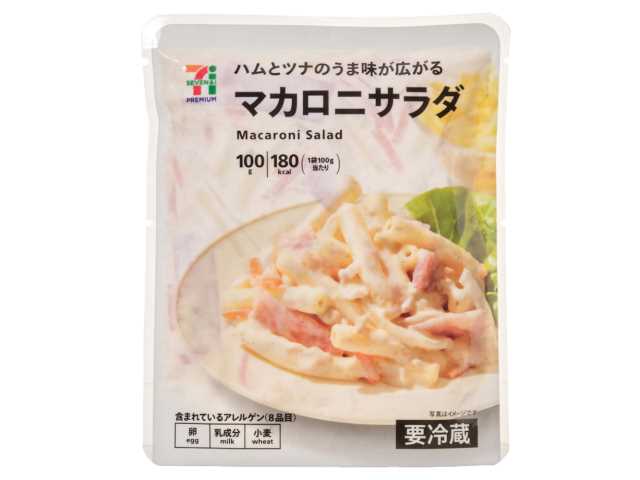 ハムとツナのうま味が広がる
SEVEN&i
PREMIUM
マカロニサラダ
Macaroni Salad
100g 180kcal (1袋100g当たり)
写真はイメージです
含まれているアレルゲン(8品目)
卵 乳成分 小麦
egg milk wheat
要冷蔵